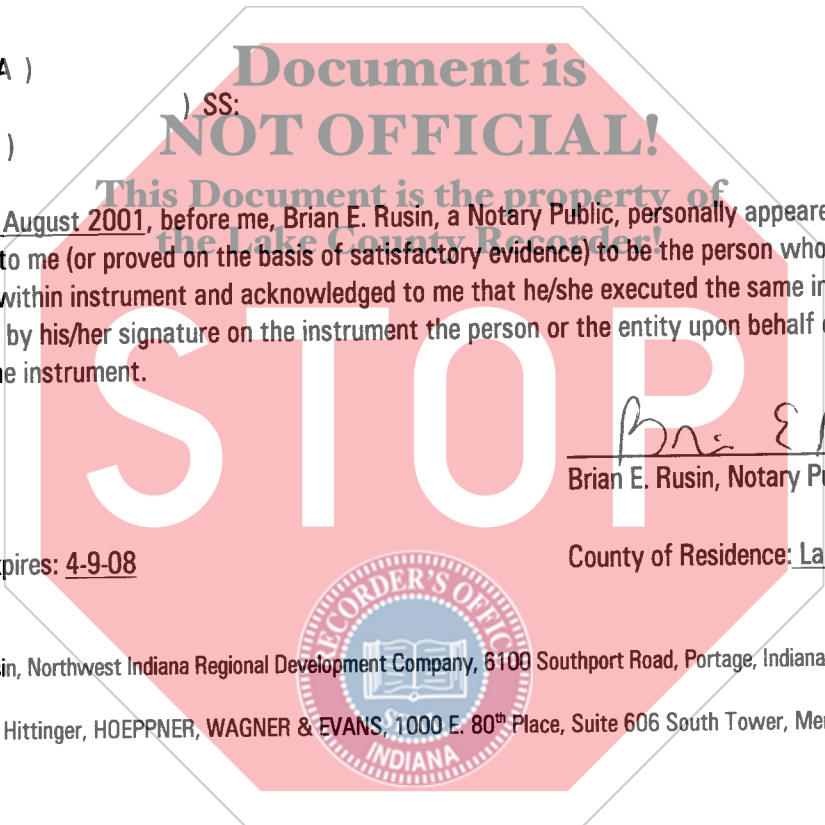 Document is
A )
) SS:
NOT OFFICIAL!
)
This Document is the property of
August 2001, before me, Brian E. Rusin, a Notary Public, personally appeare
the Lake County Recorder!
to me (or proved on the basis of satisfactory evidence) to be the person who
within instrument and acknowledged to me that he/she executed the same in
by his/her signature on the instrument the person or the entity upon behalf
e instrument.
STOP
Brian E
Brian E. Rusin, Notary Pu
pires: 4-9-08
County of Residence: La
RECORDER'S OFFIC
in, Northwest Indiana Regional Development Company, 6100 Southport Road, Portage, Indiana
Hittinger, HOEPPNER, WAGNER & EVANS, 1000 E. 80th Place, Suite 606 South Tower, Mer
INDIANA